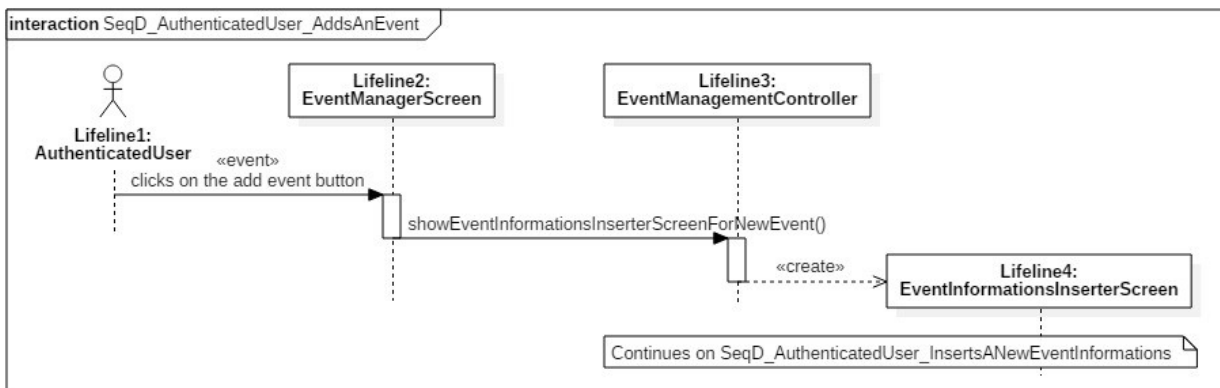 interaction SeqD_AuthenticatedUser_AddsAnEvent
Lifeline1:
AuthenticatedUser
Lifeline2:
EventManagerScreen
Lifeline3:
EventManagementController
«event»
clicks on the add event button
showEventInformationsInserterScreenForNewEvent()
«create»
Lifeline4:
EventInformationsInserterScreen
Continues on SeqD_AuthenticatedUser_InsertsANewEventInformations